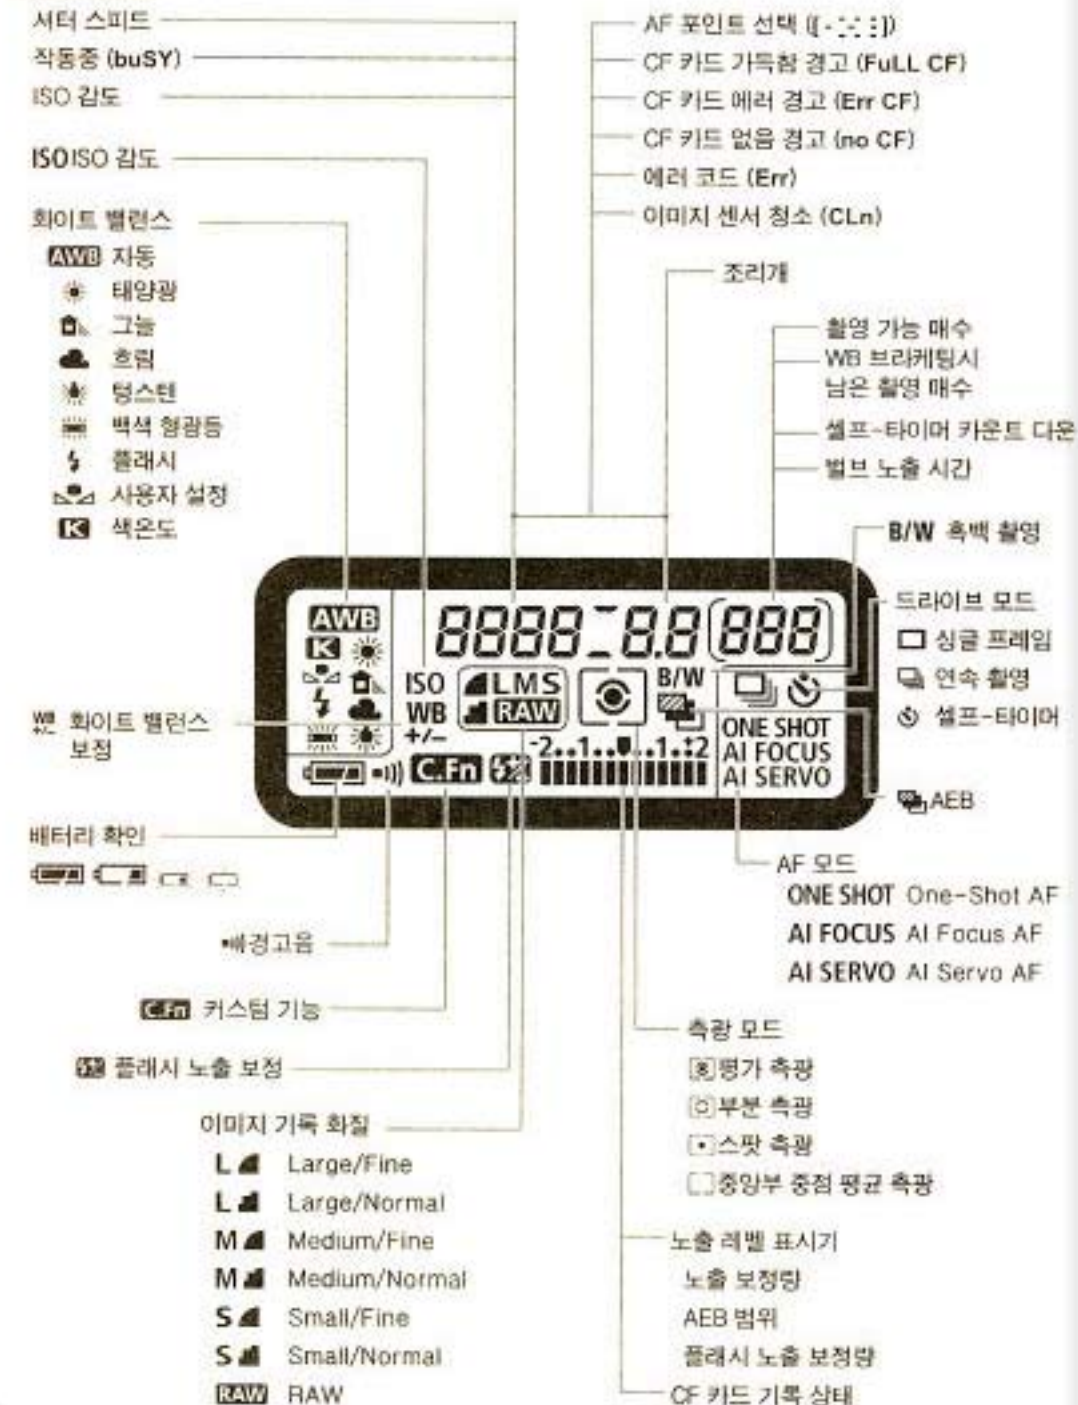 셔터 스피드
작동중 (buSY)
ISO 감도
ISO ISO 감도
화이트 밸런스
AWB 자동
태양광
그늘
흐림
텅스텐
백색 형광등
플래시
사용자 설정
K 색온도
AF 포인트 선택
CF 카드 가득참 경고 (FuLL CF)
CF 카드 에러 경고 (Err CF)
CF 카드 없음 경고 (no CF)
에러 코드 (Err)
이미지 센서 청소 (CLn)
조리개
촬영 가능 매수
WB 브라케팅시
남은 촬영 매수
셀프-타이머 카운트 다운
벌브 노출 시간
B/W 흑백 촬영
드라이브 모드
싱글 프레임
연속 촬영
셀프-타이머
AEB
AWB
K
8888 8.8 [888]
ISO
WB
+/-
LMS
RAW
B/W
ONE SHOT
AI FOCUS
AI SERVO
-2..1..▼..1..+2
C.Fn
WB +/- 화이트 밸런스
보정
배터리 확인
경고음
C.Fn 커스텀 기능
플래시 노출 보정
이미지 기록 화질
L Large/Fine
L Large/Normal
M Medium/Fine
M Medium/Normal
S Small/Fine
S Small/Normal
RAW RAW
AF 모드
ONE SHOT One-Shot AF
AI FOCUS AI Focus AF
AI SERVO AI Servo AF
측광 모드
평가 측광
부분 측광
스팟 측광
중앙부 중점 평균 측광
노출 레벨 표시기
노출 보정량
AEB 범위
플래시 노출 보정량
CF 카드 기록 상태